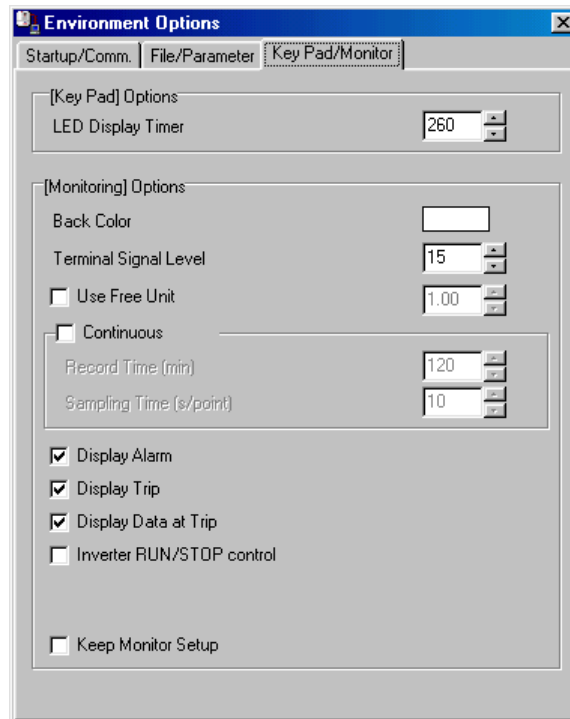 Environment Options
Startup/Comm. File/Parameter Key Pad/Monitor
[Key Pad] Options
LED Display Timer 260
[Monitoring] Options
Back Color
Terminal Signal Level 15
Use Free Unit 1.00
Continuous
Record Time (min) 120
Sampling Time (s/point) 10
Display Alarm
Display Trip
Display Data at Trip
Inverter RUN/STOP control
Keep Monitor Setup